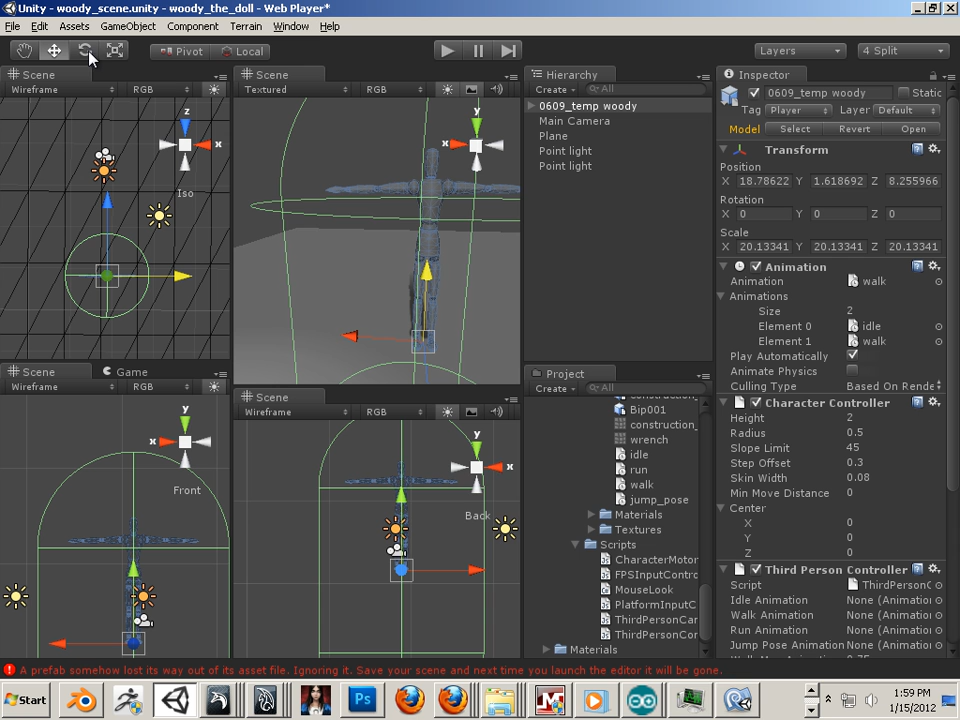 Unity - woody_scene.unity - woody_the_doll - Web Player*
File Edit Assets GameObject Component Terrain Window Help
Pivot Local Layers 4 Split
Scene
Wireframe RGB
z
x
Iso
Scene
Textured RGB
y
x
Scene Game
Wireframe RGB
y
x
Front
Scene
Wireframe RGB
y
x
Back
Hierarchy
Create All
0609_temp woody
Main Camera
Plane
Point light
Point light
Project
Create All
Bip001
construction_
wrench
idle
run
walk
jump_pose
Materials
Textures
Scripts
CharacterMotor
FPSInputContro
MouseLook
PlatformInputC
ThirdPersonCar
ThirdPersonCor
Materials
Inspector
0609_temp woody Static
Tag Player Layer Default
Model Select Revert Open
Transform
Position
X 18.78622 Y 1.618692 Z 8.255966
Rotation
X 0 Y 0 Z 0
Scale
X 20.13341 Y 20.13341 Z 20.13341
Animation
Animation walk
Animations
Size 2
Element 0 idle
Element 1 walk
Play Automatically
Animate Physics
Culling Type Based On Rende
Character Controller
Height 2
Radius 0.5
Slope Limit 45
Step Offset 0.3
Skin Width 0.08
Min Move Distance 0
Center
X 0
Y 0
Z 0
Third Person Controller
Script ThirdPersonC
Idle Animation None (Animatio
Walk Animation None (Animatio
Run Animation None (Animatio
Jump Pose Animation None (Animatio
A prefab somehow lost its way out of its asset file. Ignoring it. Save your scene and next time you launch the editor it will be gone.
Start Ps
1:59 PM
1/15/2012